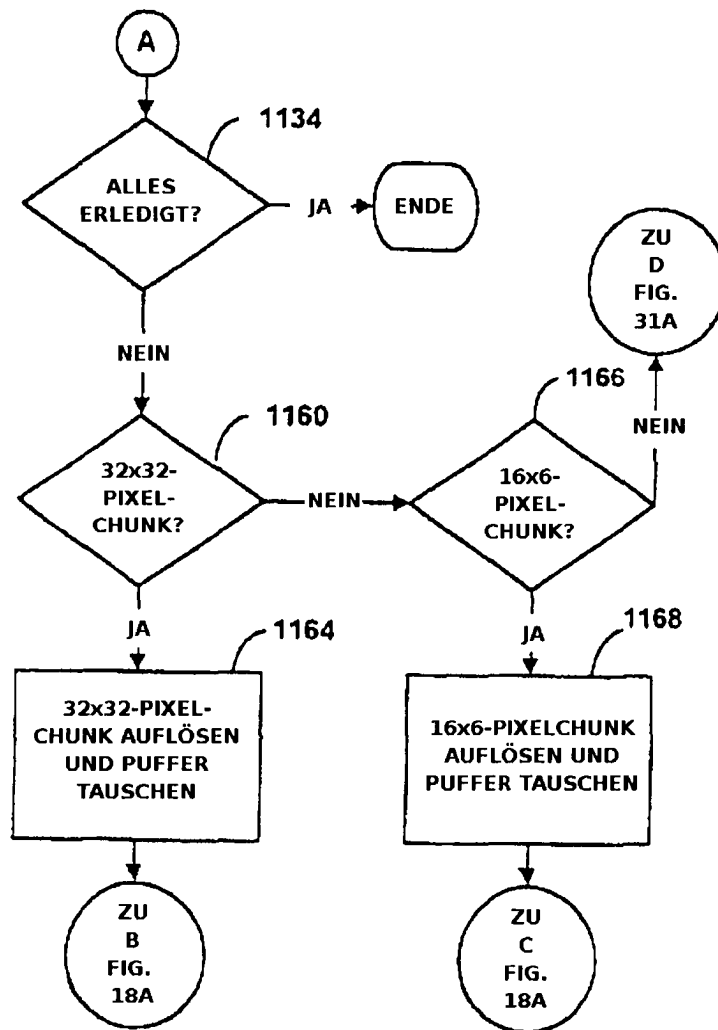 A
1134
ALLES
ERLEDIGT?
JA
ENDE
ZU
D
FIG.
31A
NEIN
1160
1166
NEIN
32x32-
PIXEL-
CHUNK?
NEIN
16x6-
PIXEL-
CHUNK?
JA
1164
JA
1168
32x32-PIXEL-
CHUNK AUFLÖSEN
UND PUFFER
TAUSCHEN
16x6-PIXELCHUNK
AUFLÖSEN UND
PUFFER TAUSCHEN
ZU
B
FIG.
18A
ZU
C
FIG.
18A